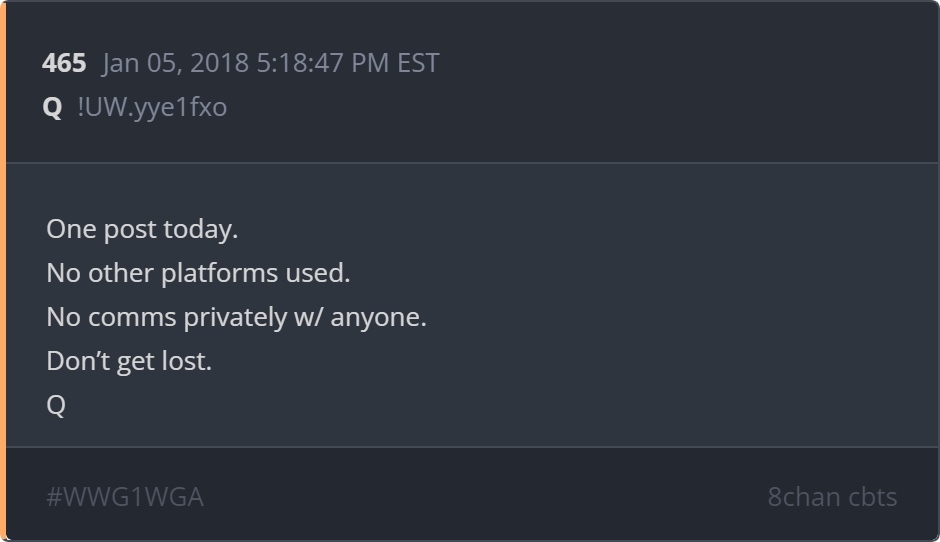 465 Jan 05, 2018 5:18:47 PM EST
Q !UW.yye1fxo
One post today.
No other platforms used.
No comms privately w/ anyone.
Don’t get lost.
Q
#WWG1WGA 8chan cbts